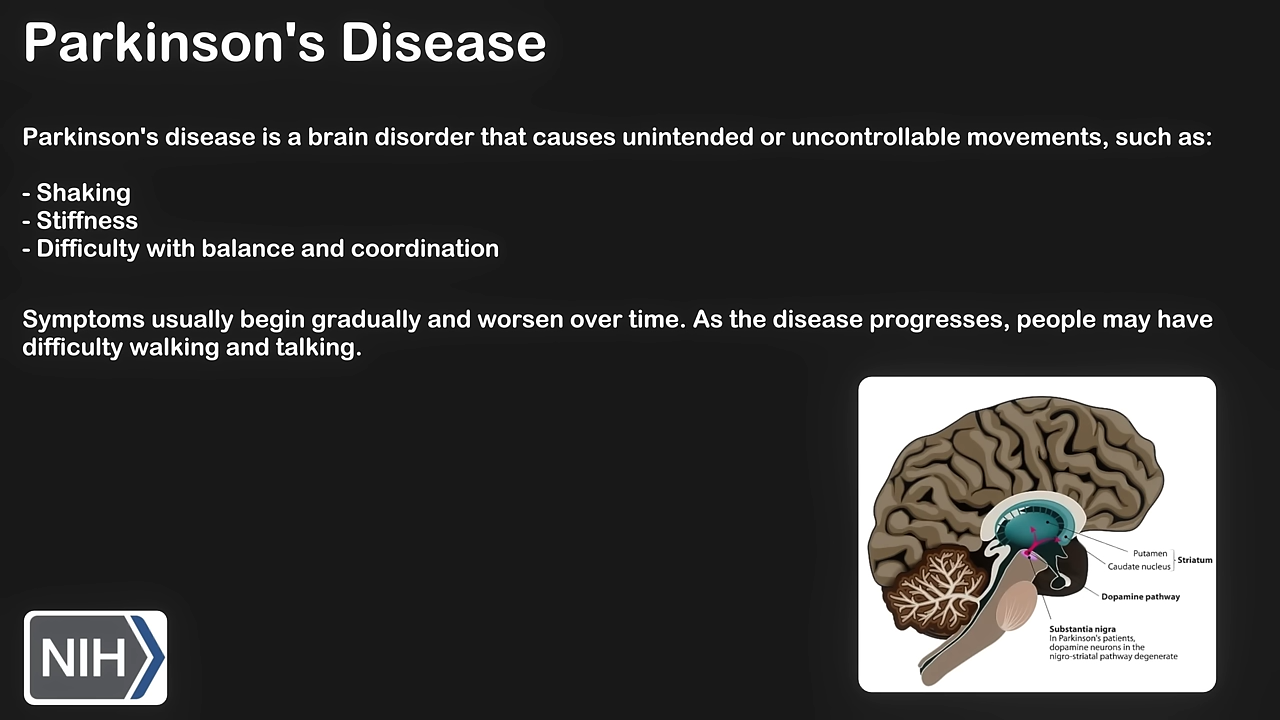 Parkinson's Disease
Parkinson's disease is a brain disorder that causes unintended or uncontrollable movements, such as:
- Shaking
- Stiffness
- Difficulty with balance and coordination
Symptoms usually begin gradually and worsen over time. As the disease progresses, people may have
difficulty walking and talking.
Putamen
Caudate nucleus
Striatum
Dopamine pathway
Substantia nigra
In Parkinson's patients,
dopamine neurons in the
nigro-striatal pathway degenerate
NIH